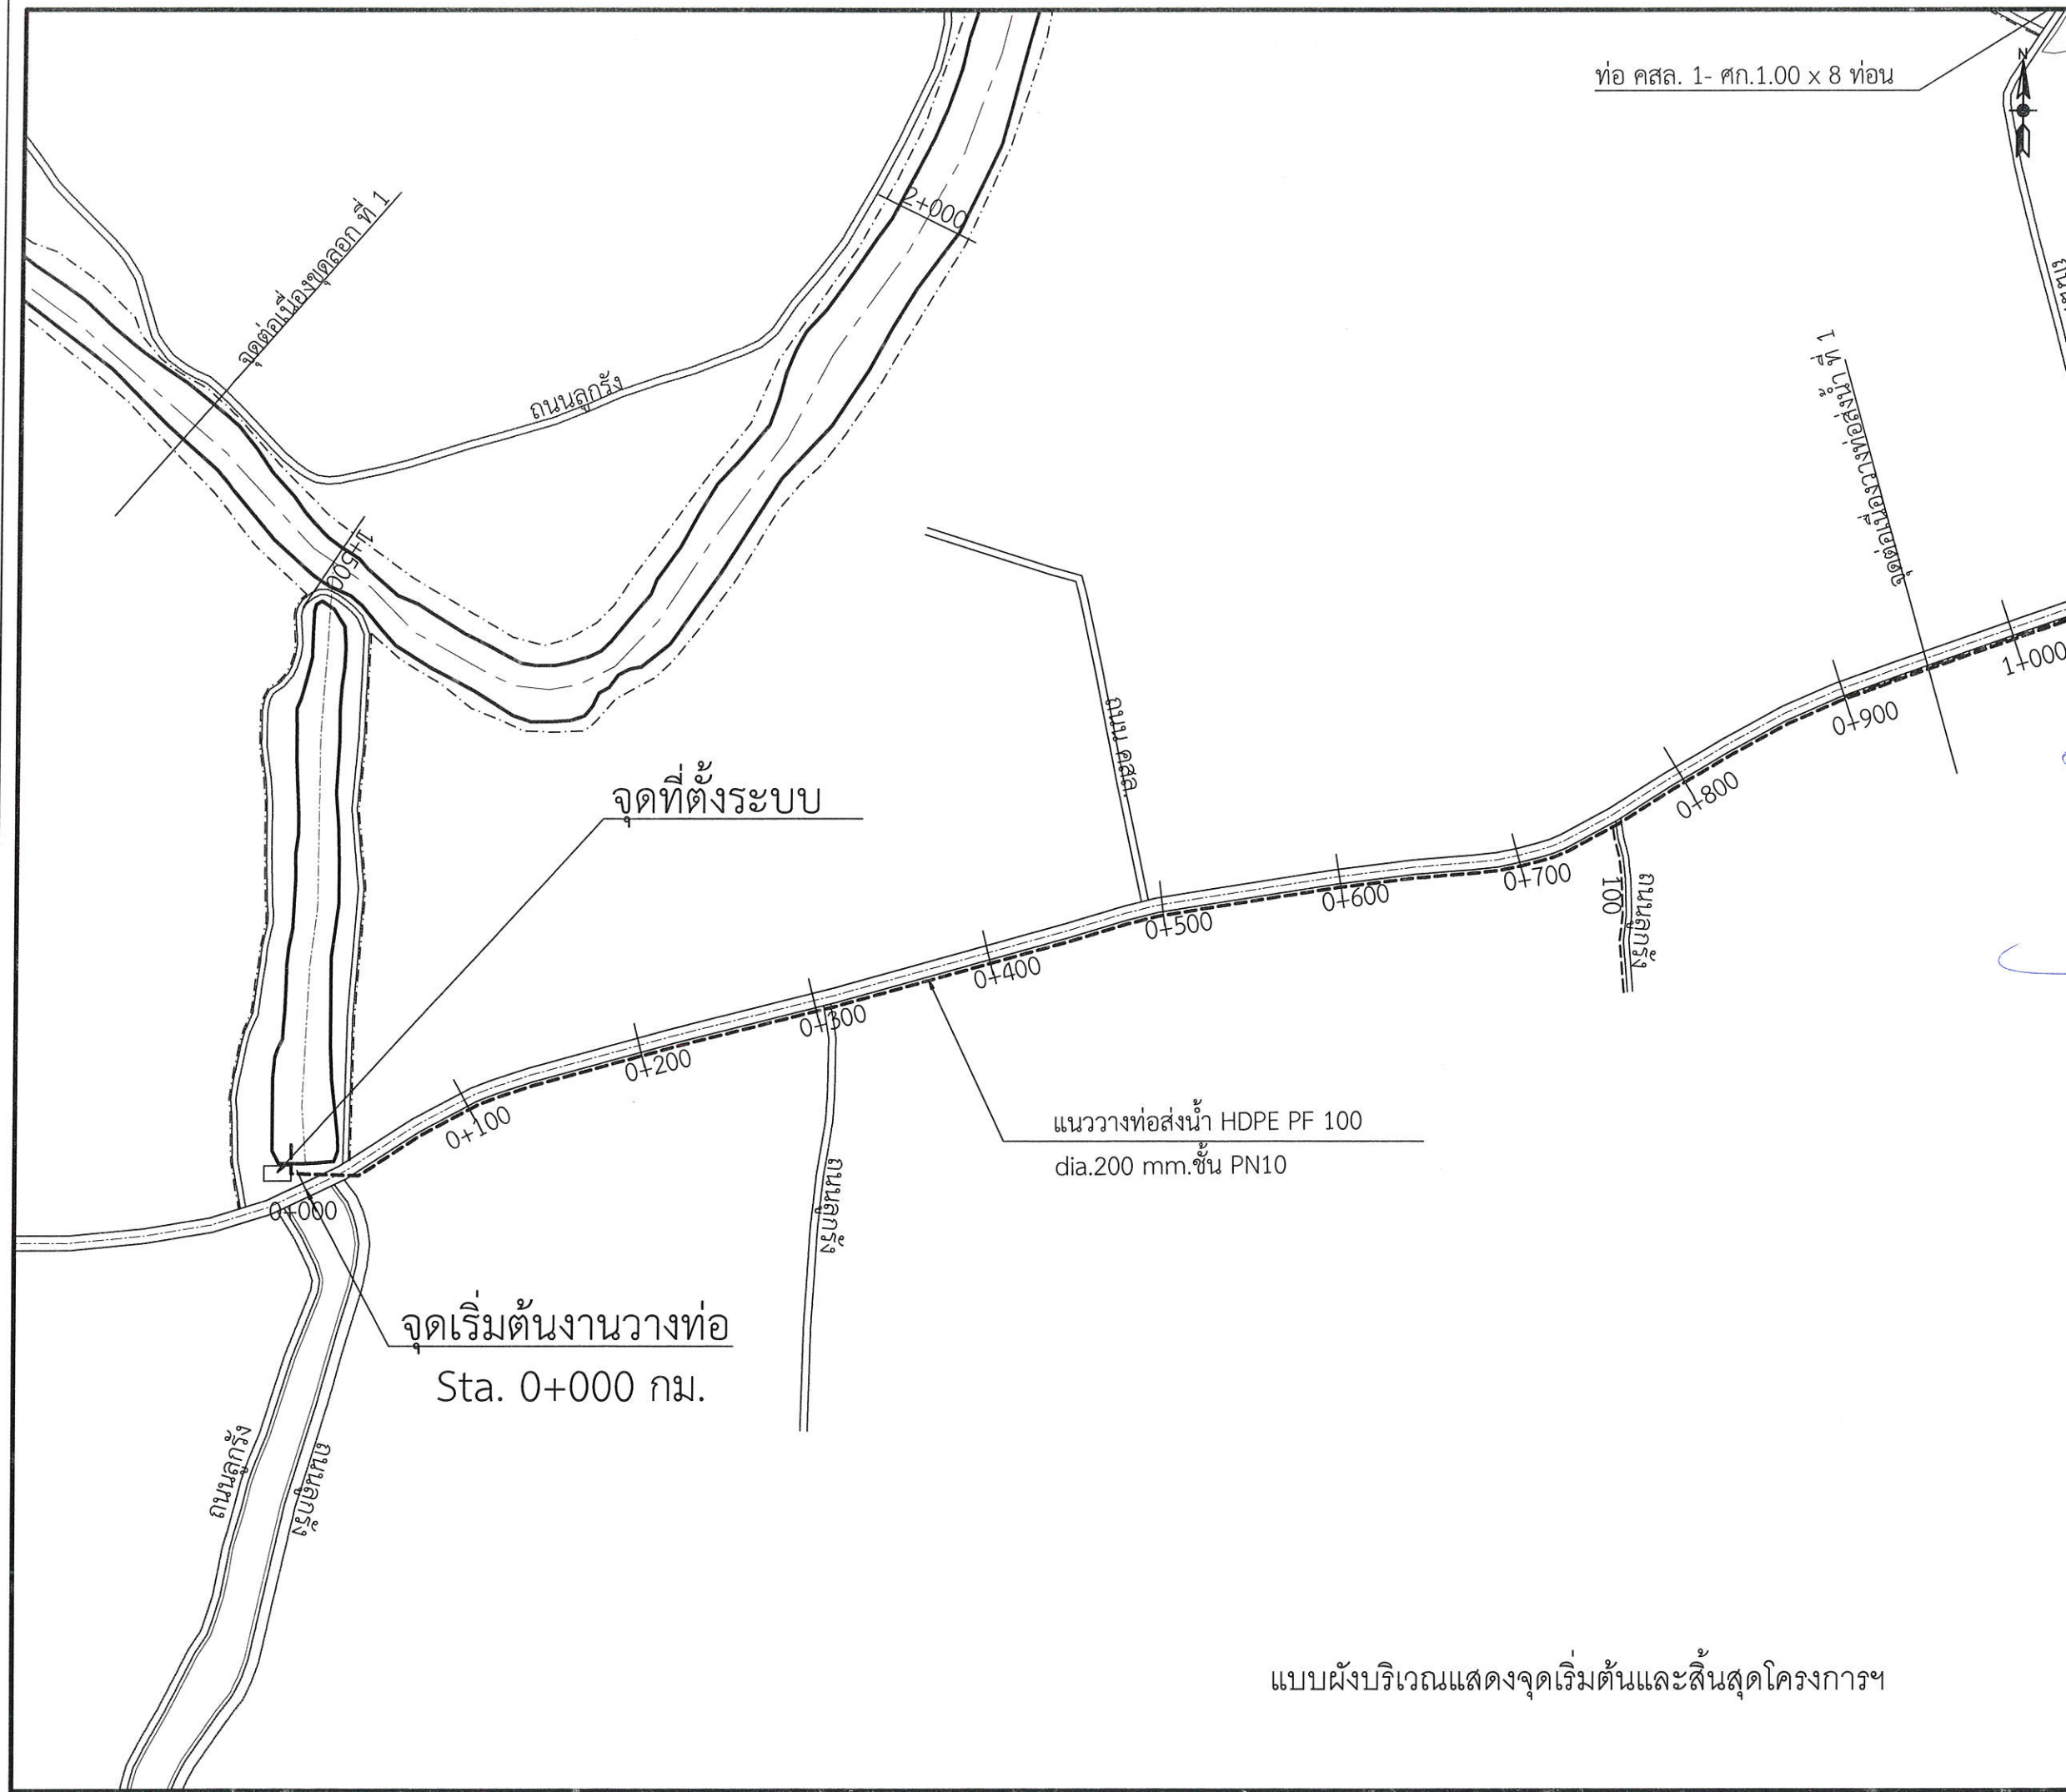 ท่อ คสล. 1- ศก.1.00 x 8 ท่อน
N
2+000
จุดต่อเนื่องขุดลอก ที่ 1
ถนนลูกรัง
จุดต่อเนื่องวางท่อส่งน้ำ ที่ 1
1+500
1+000
0+900
ถนน คสล.
จุดที่ตั้งระบบ
0+800
0+700
0+600
100
ถนนลูกรัง
0+500
0+400
0+300
0+200
0+100
แนววางท่อส่งน้ำ HDPE PF 100
dia.200 mm.ชั้น PN10
ถนนลูกรัง
0+000
จุดเริ่มต้นงานวางท่อ
Sta. 0+000 กม.
ถนนลูกรัง
ถนนลูกรัง
แบบผังบริเวณแสดงจุดเริ่มต้นและสิ้นสุดโครงการฯ